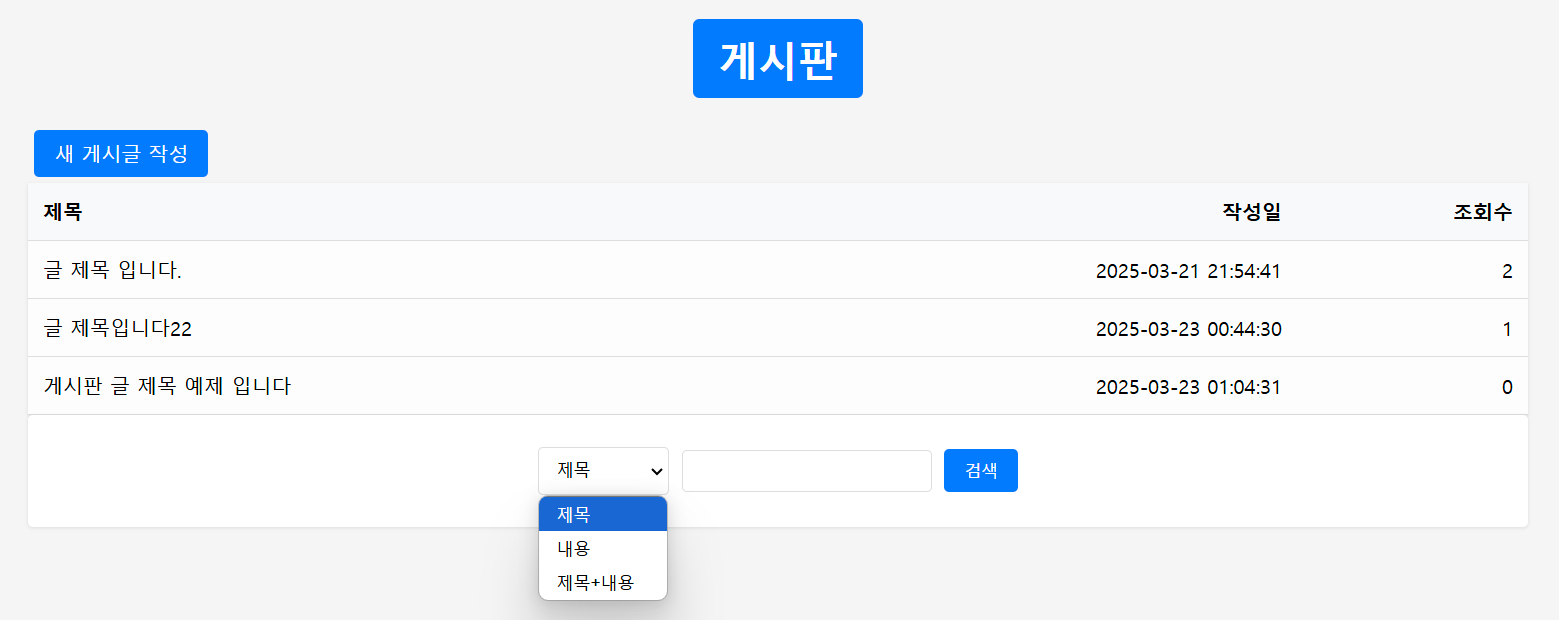 게시판
새 게시글 작성
제목 작성일 조회수
글 제목 입니다. 2025-03-21 21:54:41 2
글 제목입니다22 2025-03-23 00:44:30 1
게시판 글 제목 예제 입니다 2025-03-23 01:04:31 0
제목 검색
제목
내용
제목+내용